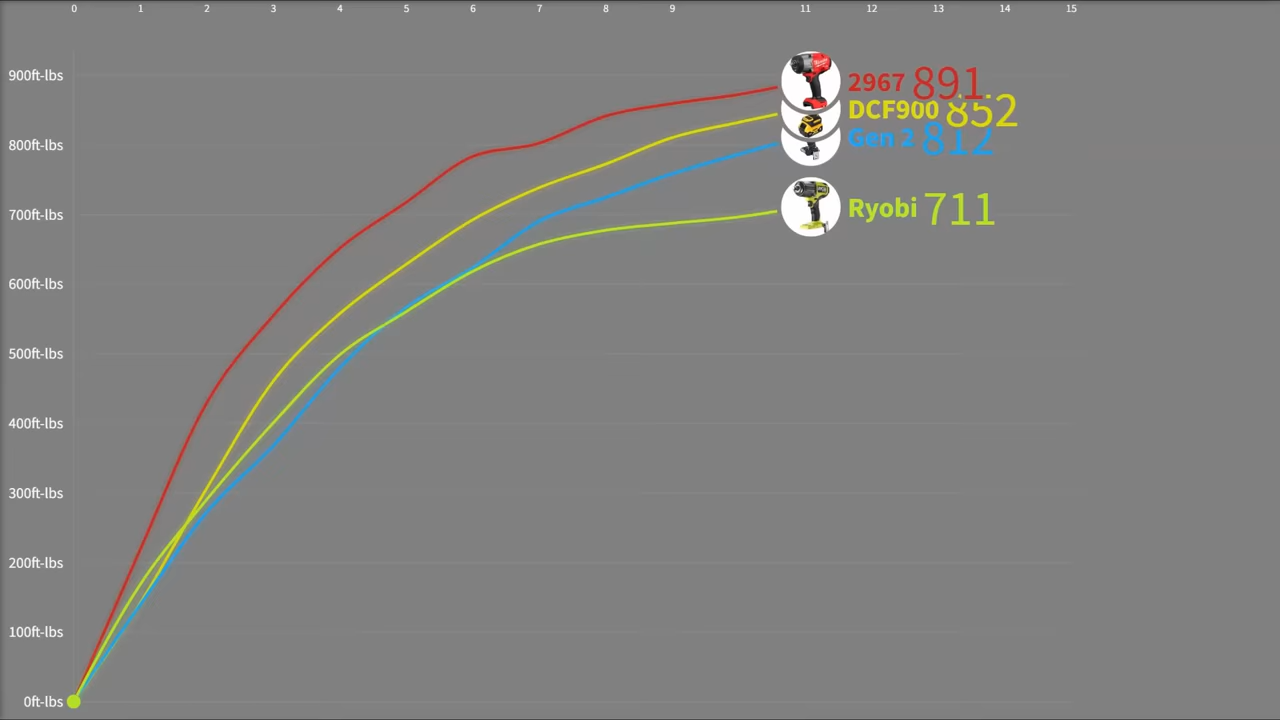 0 1 2 3 4 5 6 7 8 9 11 12 13 14 15
900ft-lbs
2967 891
DCF900 852
800ft-lbs
Gen 2 812
700ft-lbs
Ryobi 711
600ft-lbs
500ft-lbs
400ft-lbs
300ft-lbs
200ft-lbs
100ft-lbs
0ft-lbs